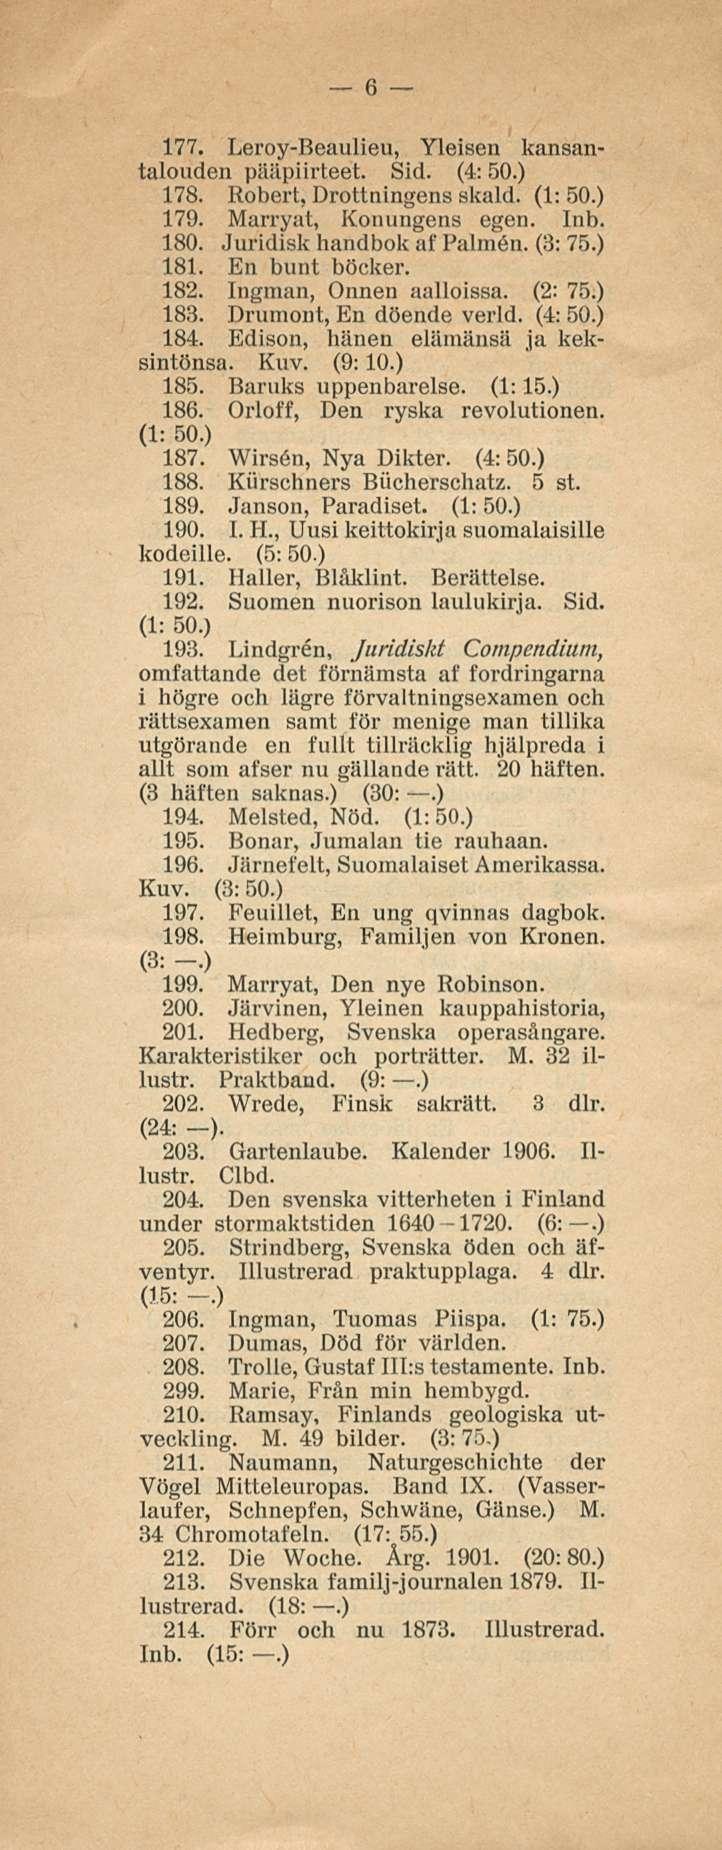 — 6 —
177. Leroy-Beaulieu, Yleisen kansan-
talouden pääpiirteet. Sid. (4: 50.)
178. Robert, Drottningens skald. (1: 50.)
179. Marryat, Konungens egen. Inb.
180. Juridisk handbok af Palmén. (3: 75.)
181. En bunt böcker.
182. Ingman, Onnen aalloissa. (2: 75.)
183. Drumont, En döende verld. (4: 50.)
184. Edison, hänen elämänsä ja kek-
sintönsa. Kuv. (9: 10.)
185. Baruks uppenbarelse. (1: 15.)
186. Orloff, Den ryska revolutionen.
(1: 50.)
187. Wirsén, Nya Dikter. (4: 50.)
188. Kürschners Bücherschatz. 5 st.
189. Janson, Paradiset. (1: 50.)
190. I. H., Uusi keittokirja suomalaisille
kodeille. (5: 50.)
191. Haller, Blåklint. Berättelse.
192. Suomen nuorison laulukirja. Sid.
(1: 50.)
193. Lindgrén, Juridiskt Compendium,
omfattande det förnämsta af fordringarna
i högre och lägre förvaltningsexamen och
rättsexamen samt för menige man tillika
utgörande en fullt tillräcklig hjälpreda i
allt som afser nu gällande rätt. 20 häften.
(3 häften saknas.) (30: —.)
194. Melsted, Nöd. (1: 50.)
195. Bonar, Jumalan tie rauhaan.
196. Järnefelt, Suomalaiset Amerikassa.
Kuv. (3: 50.)
197. Feuillet, En ung qvinnas dagbok.
198. Heimburg, Familjen von Kronen.
(3: —.)
199. Marryat, Den nye Robinson.
200. Järvinen, Yleinen kauppahistoria,
201. Hedberg, Svenska operasångare.
Karakteristiker och porträtter. M. 32 il-
lustr. Praktband. (9: —.)
202. Wrede, Finsk sakrätt. 3 dlr.
(24: —).
203. Gartenlaube. Kalender 1906. Il-
lustr. Clbd.
204. Den svenska vitterheten i Finland
under stormaktstiden 1640 – 1720. (6: —.)
205. Strindberg, Svenska öden och äf-
ventyr. Illustrerad praktupplaga. 4 dlr.
(15: —.)
206. Ingman, Tuomas Piispa. (1: 75.)
207. Dumas, Död för världen.
208. Trolle, Gustaf III:s testamente. Inb.
299. Marie, Från min hembygd.
210. Ramsay, Finlands geologiska ut-
veckling. M. 49 bilder. (3: 75.)
211. Naumann, Naturgeschichte der
Vögel Mitteleuropas. Band IX. (Vasser-
laufer, Schnepfen, Schwäne, Gänse.) M.
34 Chromotafeln. (17: 55.)
212. Die Woche. Årg. 1901. (20: 80.)
213. Svenska familj-journalen 1879. Il-
lustrerad. (18: —.)
214. Förr och nu 1873. Illustrerad.
Inb. (15: —.)